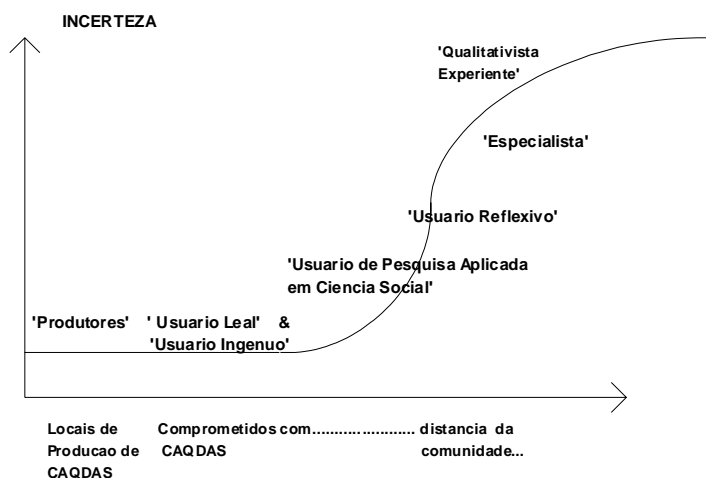 INCERTEZA
'Qualitativista
Experiente'
'Especialista'
'Usuario Reflexivo'
'Usuario de Pesquisa Aplicada
em Ciencia Social'
'Produtores' ' Usuario Leal' &
'Usuario Ingenuo'
Locais de Comprometidos com....................... distancia da
Producao de CAQDAS comunidade...
CAQDAS